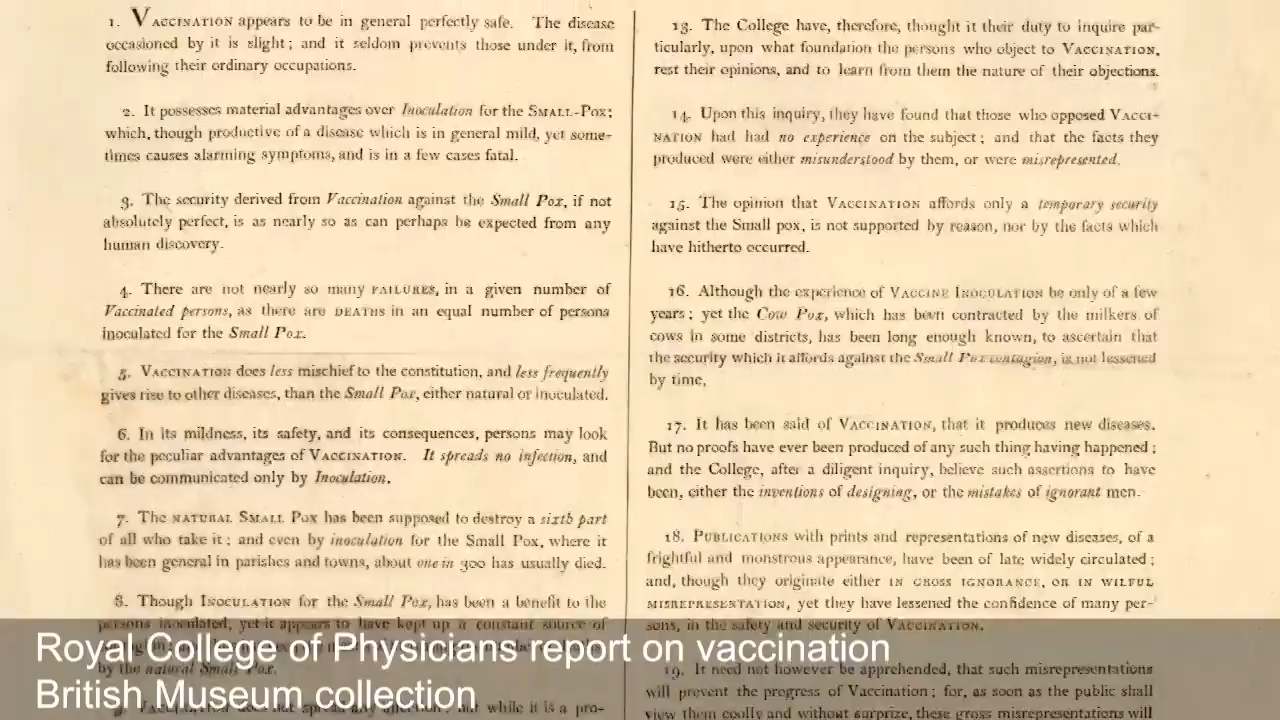 1. VACCINATION appears to be in general perfectly safe. The disease
occasioned by it is slight; and it seldom prevents those under it, from
following their ordinary occupations.
2. It possesses material advantages over Inoculation for the SMALL-POX;
which, though productive of a disease which is in general mild, yet some-
times causes alarming symptoms, and is in a few cases fatal.
3. The security derived from Vaccination against the Small Pox, if not
absolutely perfect, is as nearly so as can perhaps be expected from any
human discovery.
4. There are not nearly so many FAILURES, in a given number of
Vaccinated persons, as there are DEATHS in an equal number of persons
inoculated for the Small Pox.
5. VACCINATION does less mischief to the constitution, and less frequently
gives rise to other diseases, than the Small Pox, either natural or inoculated.
6. In its mildness, its safety, and its consequences, persons may look
for the peculiar advantages of VACCINATION. It spreads no infection, and
can be communicated only by Inoculation.
7. The NATURAL SMALL POX has been supposed to destroy a sixth part
of all who take it; and even by inoculation for the Small Pox, where it
has been general in parishes and towns, about one in 300 has usually died.
8. Though INOCULATION for the Small Pox, has been a benefit to the
persons inoculated, yet it appears to have kept up a constant source of
by the natural Small Pox.
9. VACCINATION does not spread any infection; but while it is a pro-
13. The College have, therefore, thought it their duty to inquire par-
ticularly, upon what foundation the persons who object to VACCINATION,
rest their opinions, and to learn from them the nature of their objections.
14. Upon this inquiry, they have found that those who opposed VACCI-
NATION had had no experience on the subject; and that the facts they
produced were either misunderstood by them, or were misrepresented.
15. The opinion that VACCINATION affords only a temporary security
against the Small pox, is not supported by reason, nor by the facts which
have hitherto occurred.
16. Although the experience of VACCINE INOCULATION be only of a few
years; yet the Cow Pox, which has been contracted by the milkers of
cows in some districts, has been long enough known, to ascertain that
the security which it affords against the Small Pox contagion, is not lessened
by time.
17. It has been said of VACCINATION, that it produces new diseases.
But no proofs have ever been produced of any such thing having happened;
and the College, after a diligent inquiry, believe such assertions to have
been, either the inventions of designing, or the mistakes of ignorant men.
18. PUBLICATIONS with prints and representations of new diseases, of a
frightful and monstrous appearance, have been of late widely circulated;
and, though they originate either IN GROSS IGNORANCE, OR IN WILFUL
MISREPRESENTATION, yet they have lessened the confidence of many per-
sons, in the safety and security of VACCINATION.
19. It need not however be apprehended, that such misrepresentations
will prevent the progress of Vaccination; for, as soon as the public shall
view them coolly and without surprize, these gross misrepresentations will
Royal College of Physicians report on vaccination
British Museum collection